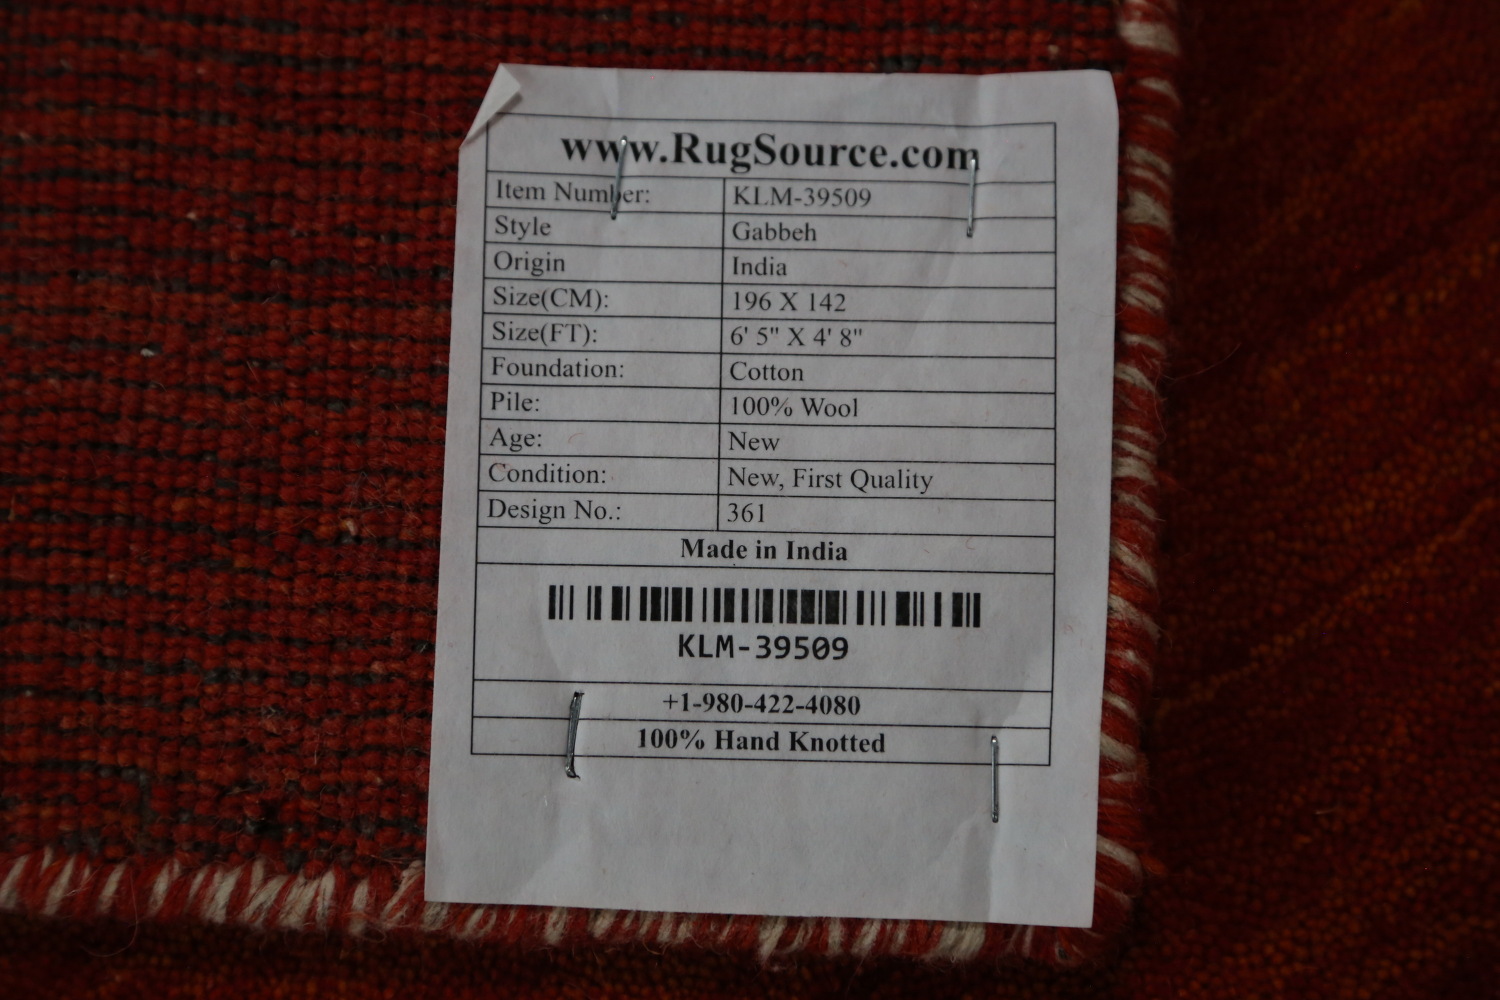 www.RugSource.com
Item Number: KLM-39509
Style Gabbeh
Origin India
Size(CM): 196 X 142
Size(FT): 6' 5" X 4' 8"
Foundation: Cotton
Pile: 100% Wool
Age: New
Condition: New, First Quality
Design No.: 361
Made in India
KLM-39509
+1-980-422-4080
100% Hand Knotted